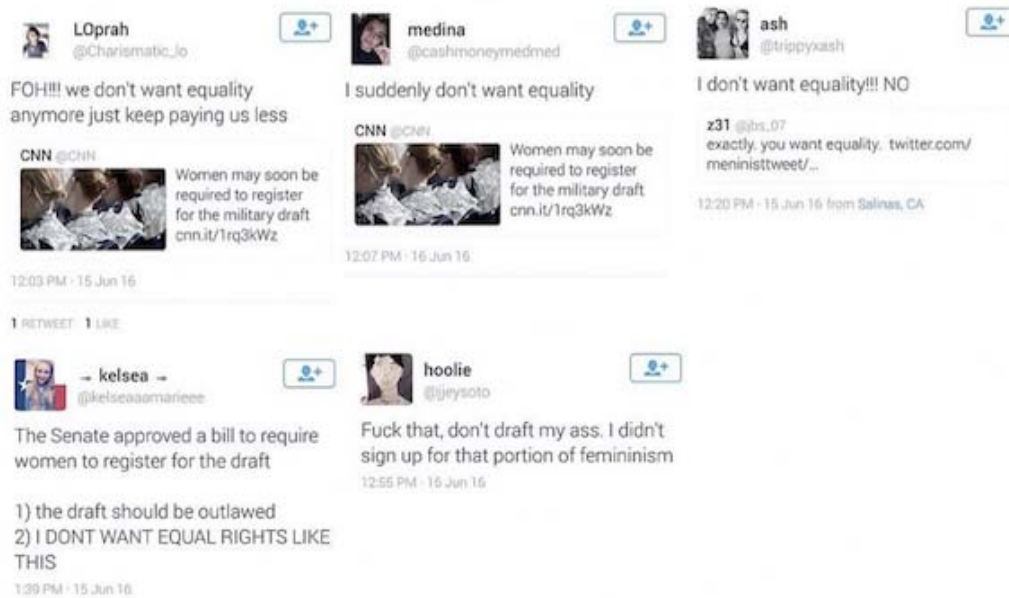 LOprah
@Charismatic_lo
FOH!!! we don't want equality
anymore just keep paying us less
CNN @CNN
Women may soon be
required to register
for the military draft
cnn.it/1rq3kWz
12:03 PM - 15 Jun 16
1 RETWEET 1 LIKE
medina
@cashmoneymedmed
I suddenly don't want equality
CNN @CNN
Women may soon be
required to register
for the military draft
cnn.it/1rq3kWz
12:07 PM - 16 Jun 16
ash
@trippyxash
I don't want equality!!! NO
z31 @jbs_07
exactly. you want equality. twitter.com/
meninisttweet/...
12:20 PM - 15 Jun 16 from Salinas, CA
→ kelsea →
@kelseaaamarieee
The Senate approved a bill to require
women to register for the draft
1) the draft should be outlawed
2) I DONT WANT EQUAL RIGHTS LIKE
THIS
1:39 PM - 15 Jun 16
hoolie
@ijeysoto
Fuck that, don't draft my ass. I didn't
sign up for that portion of femininism
12:55 PM - 16 Jun 16